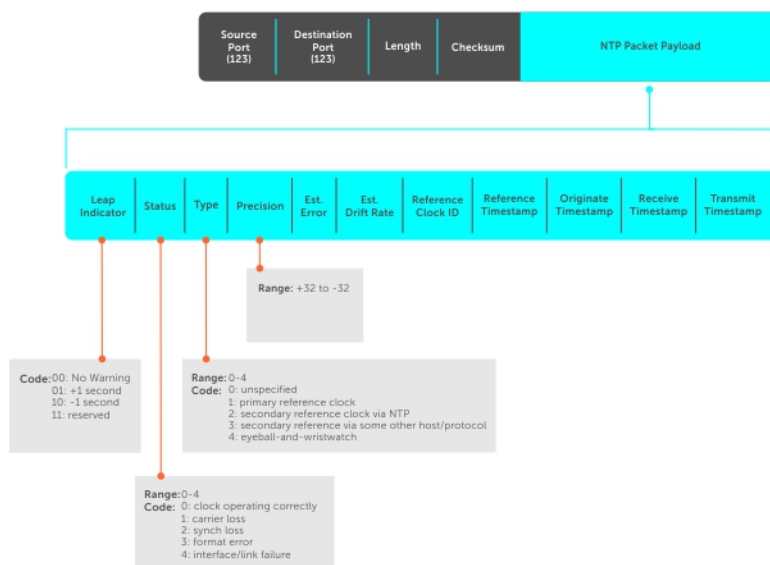 Source
Port
(123)
Destination
Port
(123)
Length
Checksum
NTP Packet Payload
Leap
Indicator
Status
Type
Precision
Est.
Error
Est.
Drift Rate
Reference
Clock ID
Reference
Timestamp
Originate
Timestamp
Receive
Timestamp
Transmit
Timestamp
Range: +32 to -32
Code: 00: No Warning
01: +1 second
10: -1 second
11: reserved
Range: 0-4
Code: 0: unspecified
1: primary reference clock
2: secondary reference clock via NTP
3: secondary reference via some other host/protocol
4: eyeball-and-wristwatch
Range: 0-4
Code: 0: clock operating correctly
1: carrier loss
2: synch loss
3: format error
4: interface/link failure